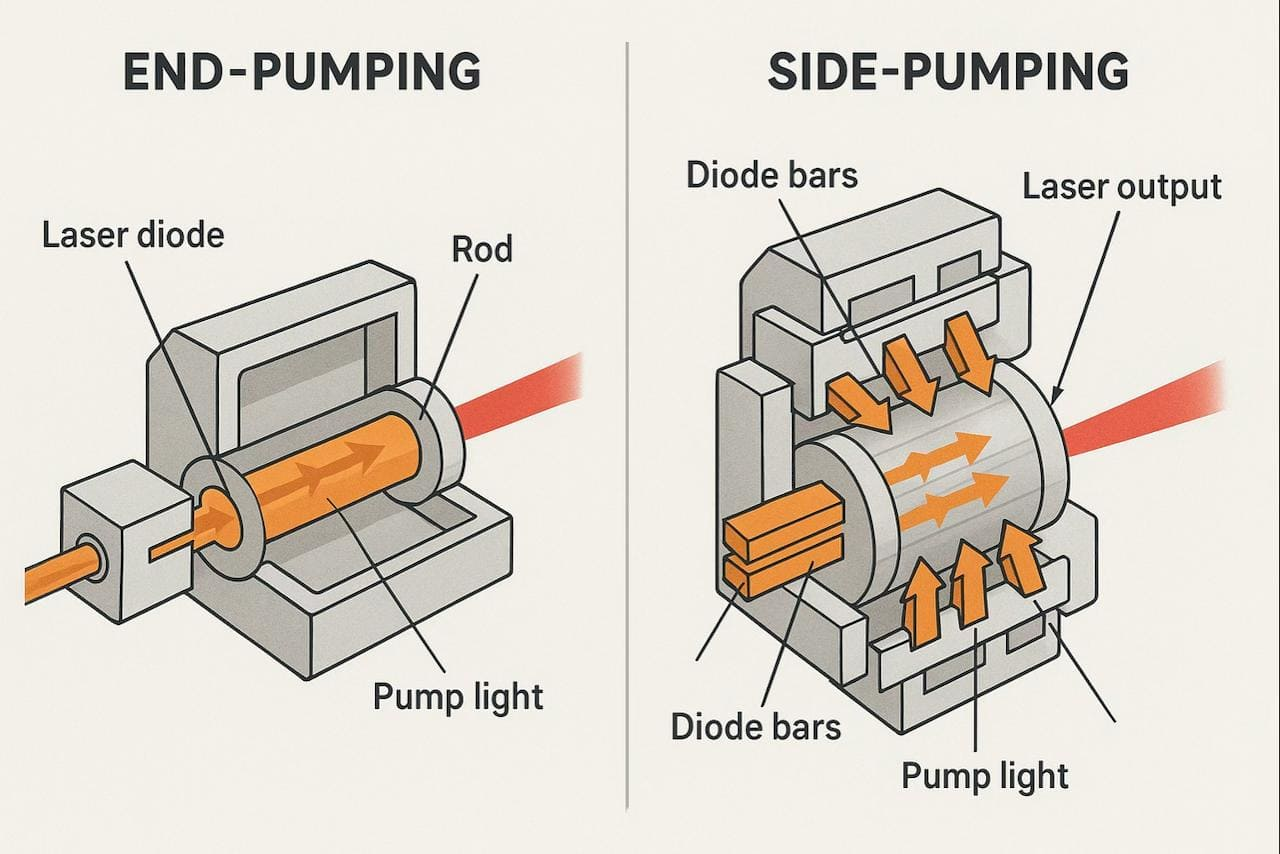 END-PUMPING
Laser diode
Rod
Pump light
SIDE-PUMPING
Diode bars
Laser output
Diode bars
Pump light